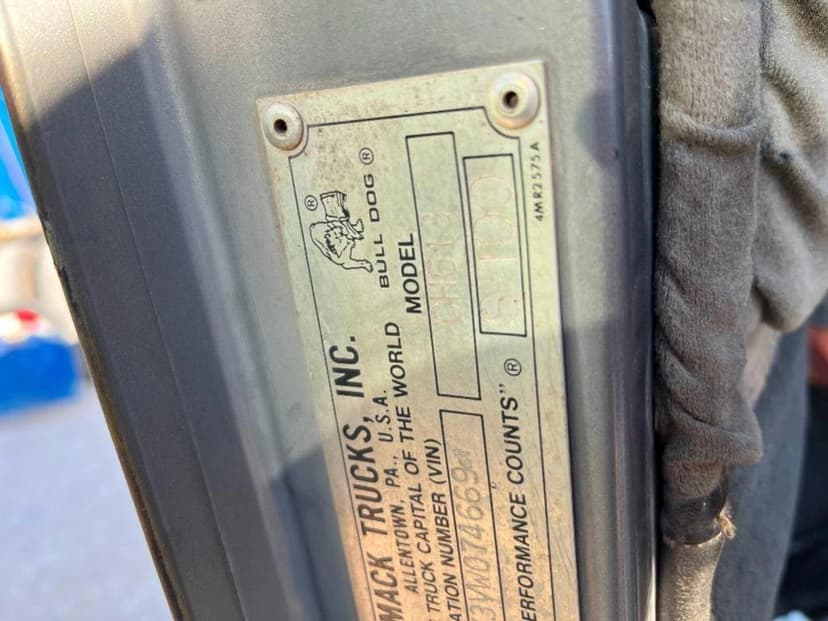 ®
BULL DOG ®
MACK TRUCKS, INC.
ALLENTOWN, PA., U.S.A.
TRUCK CAPITAL OF THE WORLD
MODEL
CH613
ATION NUMBER (VIN)
3VW074669
ERFORMANCE COUNTS" ®
4MR2575A